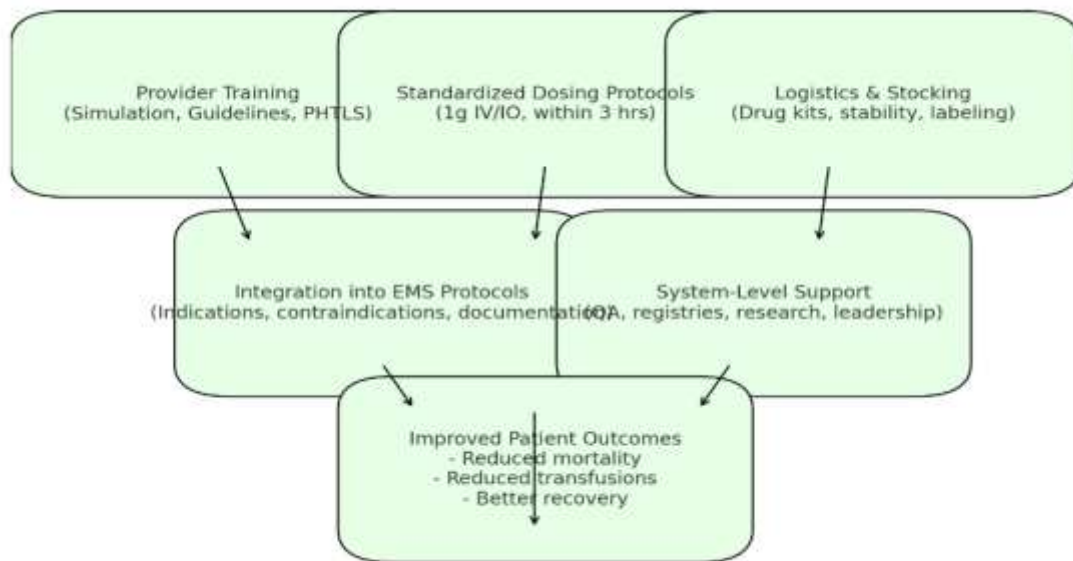 Provider Training
(Simulation, Guidelines, PHTLS)
Standardized Dosing Protocols
(1g IV/IO, within 3 hrs)
Logistics & Stocking
(Drug kits, stability, labeling)
Integration into EMS Protocols
(Indications, contraindications, documentation)
System-Level Support
(QA, registries, research, leadership)
Improved Patient Outcomes
- Reduced mortality
- Reduced transfusions
- Better recovery